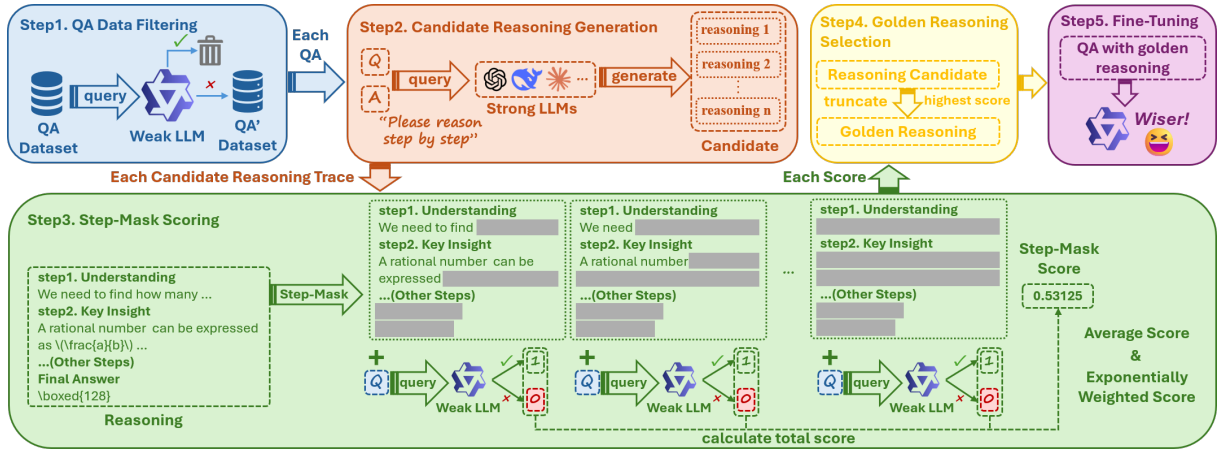 Step1. QA Data Filtering
query
QA
Dataset
Weak LLM
QA'
Dataset
Each
QA
Step2. Candidate Reasoning Generation
Q
A
query
"Please reason
step by step"
...
Strong LLMs
generate
reasoning 1
reasoning 2
⋮
reasoning n
Candidate
Step4. Golden Reasoning
Selection
Reasoning Candidate
truncate
highest score
Golden Reasoning
Step5. Fine-Tuning
QA with golden
reasoning
Wiser!
Each Candidate Reasoning Trace
Each Score
Step3. Step-Mask Scoring
step1. Understanding
We need to find how many ...
step2. Key Insight
A rational number can be expressed
as \(\frac{a}{b}\) ...
...(Other Steps)
Final Answer
\boxed{128}
Reasoning
Step-Mask
step1. Understanding
We need to find
step2. Key Insight
A rational number can be
expressed
...(Other Steps)
+
Q
query
Weak LLM
1
0
step1. Understanding
We need
step2. Key Insight
A rational number
...(Other Steps)
+
Q
query
Weak LLM
1
0
...
step1. Understanding
step2. Key Insight
...(Other Steps)
+
Q
query
Weak LLM
1
0
calculate total score
Step-Mask
Score
0.53125
Average Score
&
Exponentially
Weighted Score